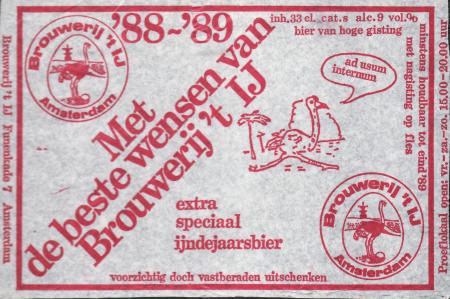 '88-'89
Met
de beste wensen van
Brouwerij 't IJ
inh.33 cl. cat.s alc.9 vol.%
bier van hoge gisting
Brouwerij 't IJ
Amsterdam
ad usum
internum
extra
speciaal
ijndejaarsbier
Brouwerij 't IJ
Amsterdam
voorzichtig doch vastberaden uitschenken
Brouwerij 't IJ Funenkade 7 Amsterdam
minstens houdbaar tot eind '89
met nagisting op fles
Proeflokaal open: vr.- za.- zo. 15.00 - 20.00 uur